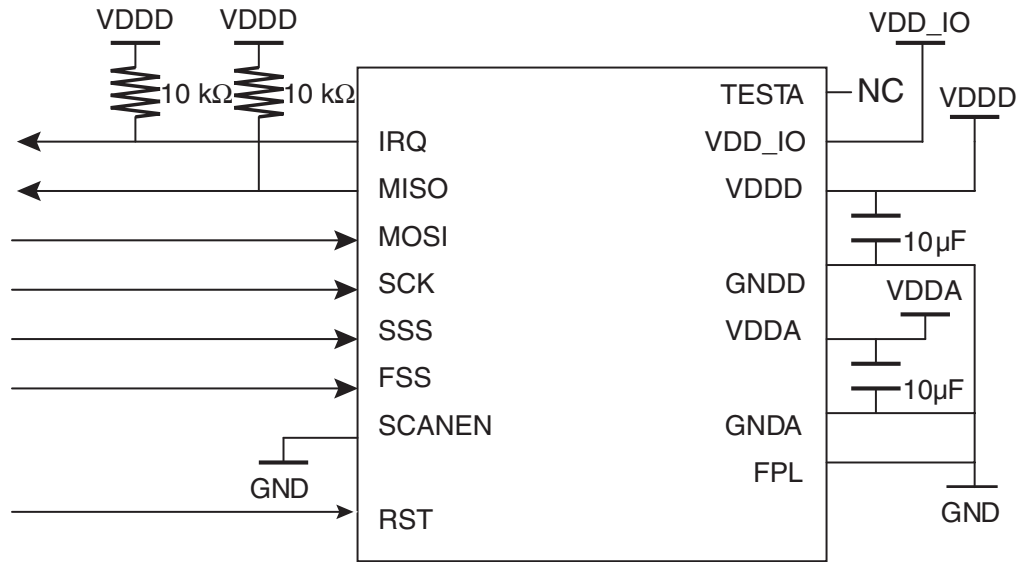 VDDD
VDDD
VDD_IO
10 kΩ
10 kΩ
TESTA
NC
VDDD
IRQ
VDD_IO
MISO
VDDD
MOSI
10µF
SCK
GNDD
VDDA
SSS
VDDA
FSS
10µF
SCANEN
GNDA
FPL
GND
GND
RST